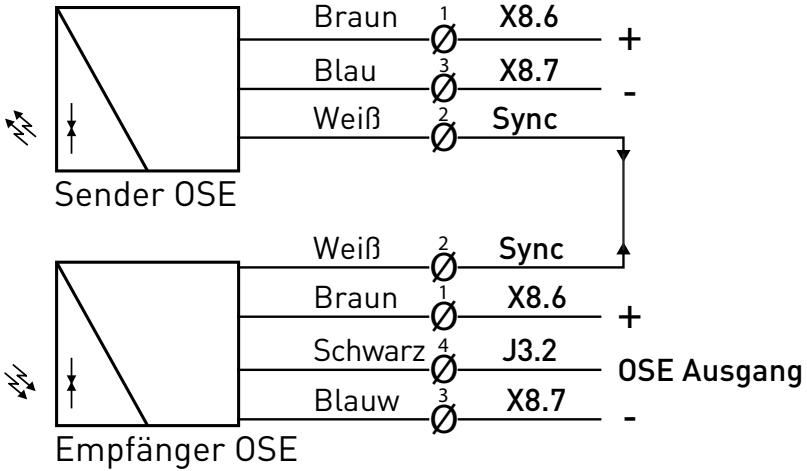 Braun 1 X8.6 +
Blau 3 X8.7 -
Weiß 2 Sync
Sender OSE
Weiß 2 Sync
Braun 1 X8.6 +
Schwarz 4 J3.2 OSE Ausgang
Blauw 3 X8.7 -
Empfänger OSE